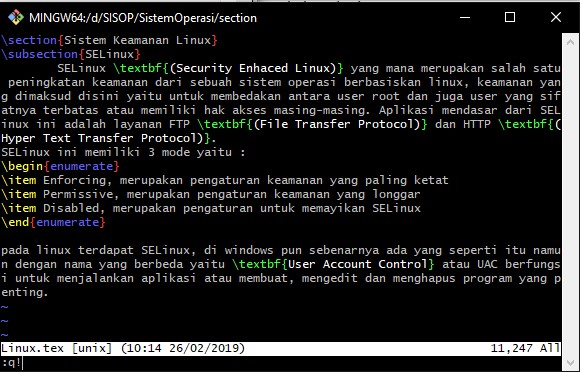 MINGW64:/d/SISOP/SistemOperasi/section
\section{Sistem Keamanan Linux}
\subsection{SELinux}
SELinux \textbf{(Security Enhaced Linux)} yang mana merupakan salah satu
peningkatan keamanan dari sebuah sistem operasi berbasiskan linux, keamanan yan
g dimaksud disini yaitu untuk membedakan antara user root dan juga user yang sif
atnya terbatas atau memiliki hak akses masing-masing. Aplikasi mendasar dari SEL
inux ini adalah layanan FTP \textbf{(File Transfer Protocol)} dan HTTP \textbf{(
Hyper Text Transfer Protocol)}.
SELinux ini memiliki 3 mode yaitu :
\begin{enumerate}
\item Enforcing, merupakan pengaturan keamanan yang paling ketat
\item Permissive, merupakan pengaturan keamanan yang longgar
\item Disabled, merupakan pengaturan untuk memayikan SELinux
\end{enumerate}
pada linux terdapat SELinux, di windows pun sebenarnya ada yang seperti itu namu
n dengan nama yang berbeda yaitu \textbf{User Account Control} atau UAC berfungs
i untuk menjalankan aplikasi atau membuat, mengedit dan menghapus program yang p
enting.
~
~
~
Linux.tex [unix] (10:14 26/02/2019) 11,247 All
:q!